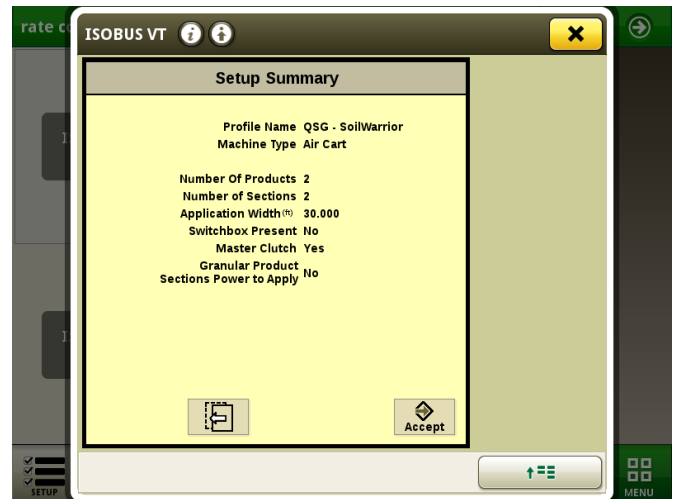 rate co
ISOBUS VT
Setup Summary
Profile Name QSG - SoilWarrior
Machine Type Air Cart
Number Of Products 2
Number of Sections 2
Application Width(ft) 30.000
Switchbox Present No
Master Clutch Yes
Granular Product
Sections Power to Apply No
Accept
SETUP
MENU